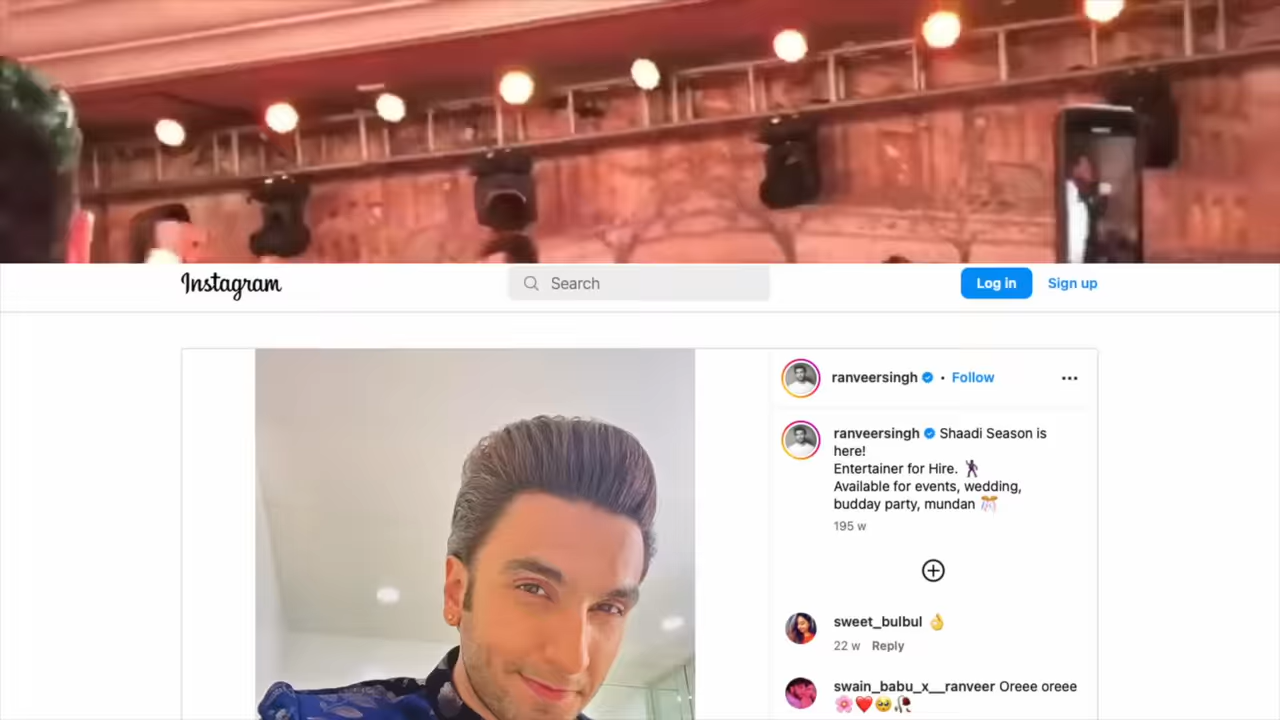 Instagram
Search
Log in
Sign up
ranveersingh • Follow
ranveersingh Shaadi Season is
here!
Entertainer for Hire. 🕺
Available for events, wedding,
budday party, mundan 🎊
195 w
sweet_bulbul 👌
22 w Reply
swain_babu_x__ranveer Oreee oreee
🌸❤️🥺🥀